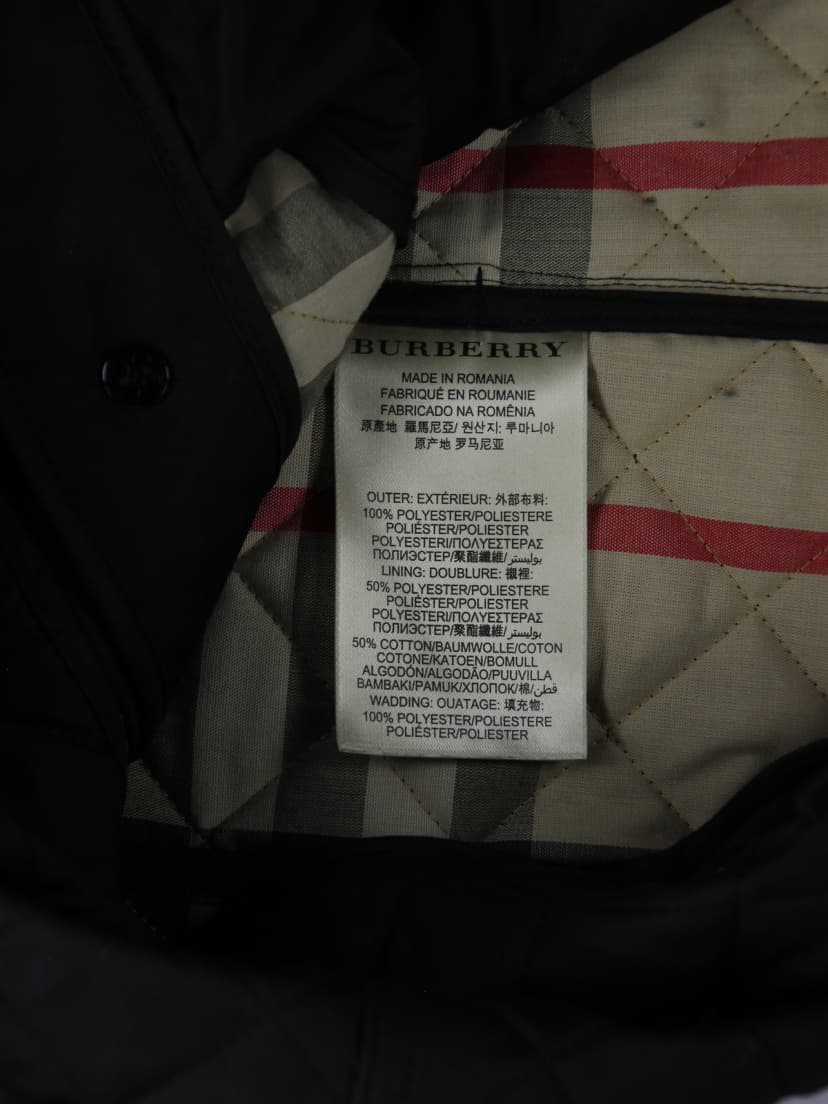 BURBERRY
MADE IN ROMANIA
FABRIQUÉ EN ROUMANIE
FABRICADO NA ROMÊNIA
原產地 羅馬尼亞/ 원산지: 루마니아
原产地 罗马尼亚
OUTER: EXTÉRIEUR: 外部布料:
100% POLYESTER/POLIESTERE
POLIÉSTER/POLIESTER
POLYESTERI/ΠΟΛΥΕΣΤΕΡΑΣ
ПОЛИЭСТЕР/聚酯纖維/بوليستر
LINING: DOUBLURE: 襯裡:
50% POLYESTER/POLIESTERE
POLIÉSTER/POLIESTER
POLYESTERI/ΠΟΛΥΕΣΤΕΡΑΣ
ПОЛИЭСТЕР/聚酯纖維/بوليستر
50% COTTON/BAUMWOLLE/COTON
COTONE/KATOEN/BOMULL
ALGODÓN/ALGODÃO/PUUVILLA
BAMBAKI/PAMUK/ХЛОПОК/棉/قطن
WADDING: OUATAGE: 填充物:
100% POLYESTER/POLIESTERE
POLIÉSTER/POLIESTER